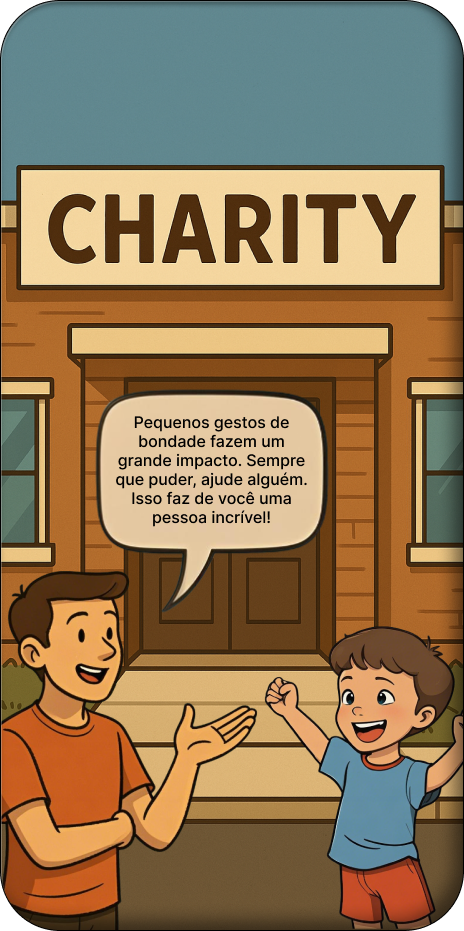 CHARITY
Pequenos gestos de
bondade fazem um
grande impacto. Sempre
que puder, ajude alguém.
Isso faz de você uma
pessoa incrível!